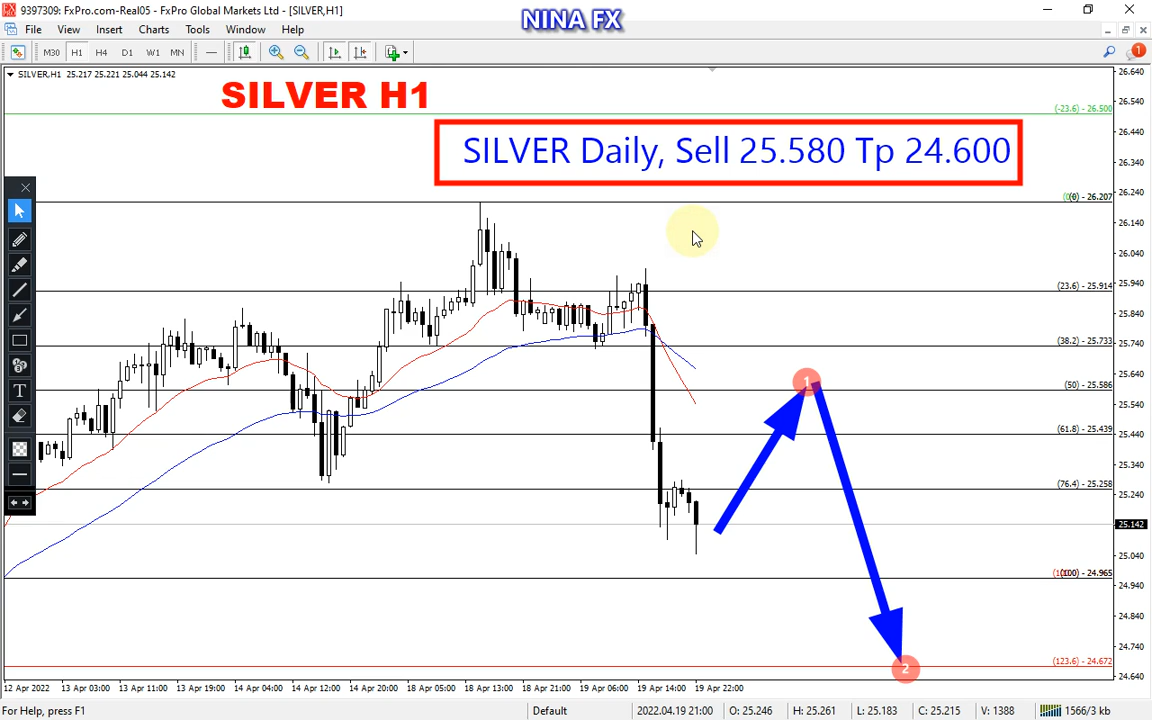 9397309: FxPro.com-Real05 - FxPro Global Markets Ltd - [SILVER,H1]
NINA FX
File View Insert Charts Tools Window Help
M30 H1 H4 D1 W1 MN
1
SILVER,H1 25.217 25.221 25.044 25.142
SILVER H1
SILVER Daily, Sell 25.580 Tp 24.600
(-23.6) - 26.500
(0) - 26.207
(23.6) - 25.914
(38.2) - 25.733
(50) - 25.586
(61.8) - 25.439
(76.4) - 25.258
(100) - 24.965
(123.6) - 24.672
1
2
T
26.640
26.540
26.440
26.340
26.240
26.140
26.040
25.940
25.840
25.740
25.640
25.540
25.440
25.340
25.240
25.142
25.040
24.940
24.840
24.740
24.640
12 Apr 2022 13 Apr 03:00 13 Apr 11:00 13 Apr 19:00 14 Apr 04:00 14 Apr 12:00 14 Apr 20:00 18 Apr 05:00 18 Apr 13:00 18 Apr 21:00 19 Apr 06:00 19 Apr 14:00 19 Apr 22:00
For Help, press F1 Default 2022.04.19 21:00 O: 25.246 H: 25.261 L: 25.183 C: 25.215 V: 1388 1566/3 kb